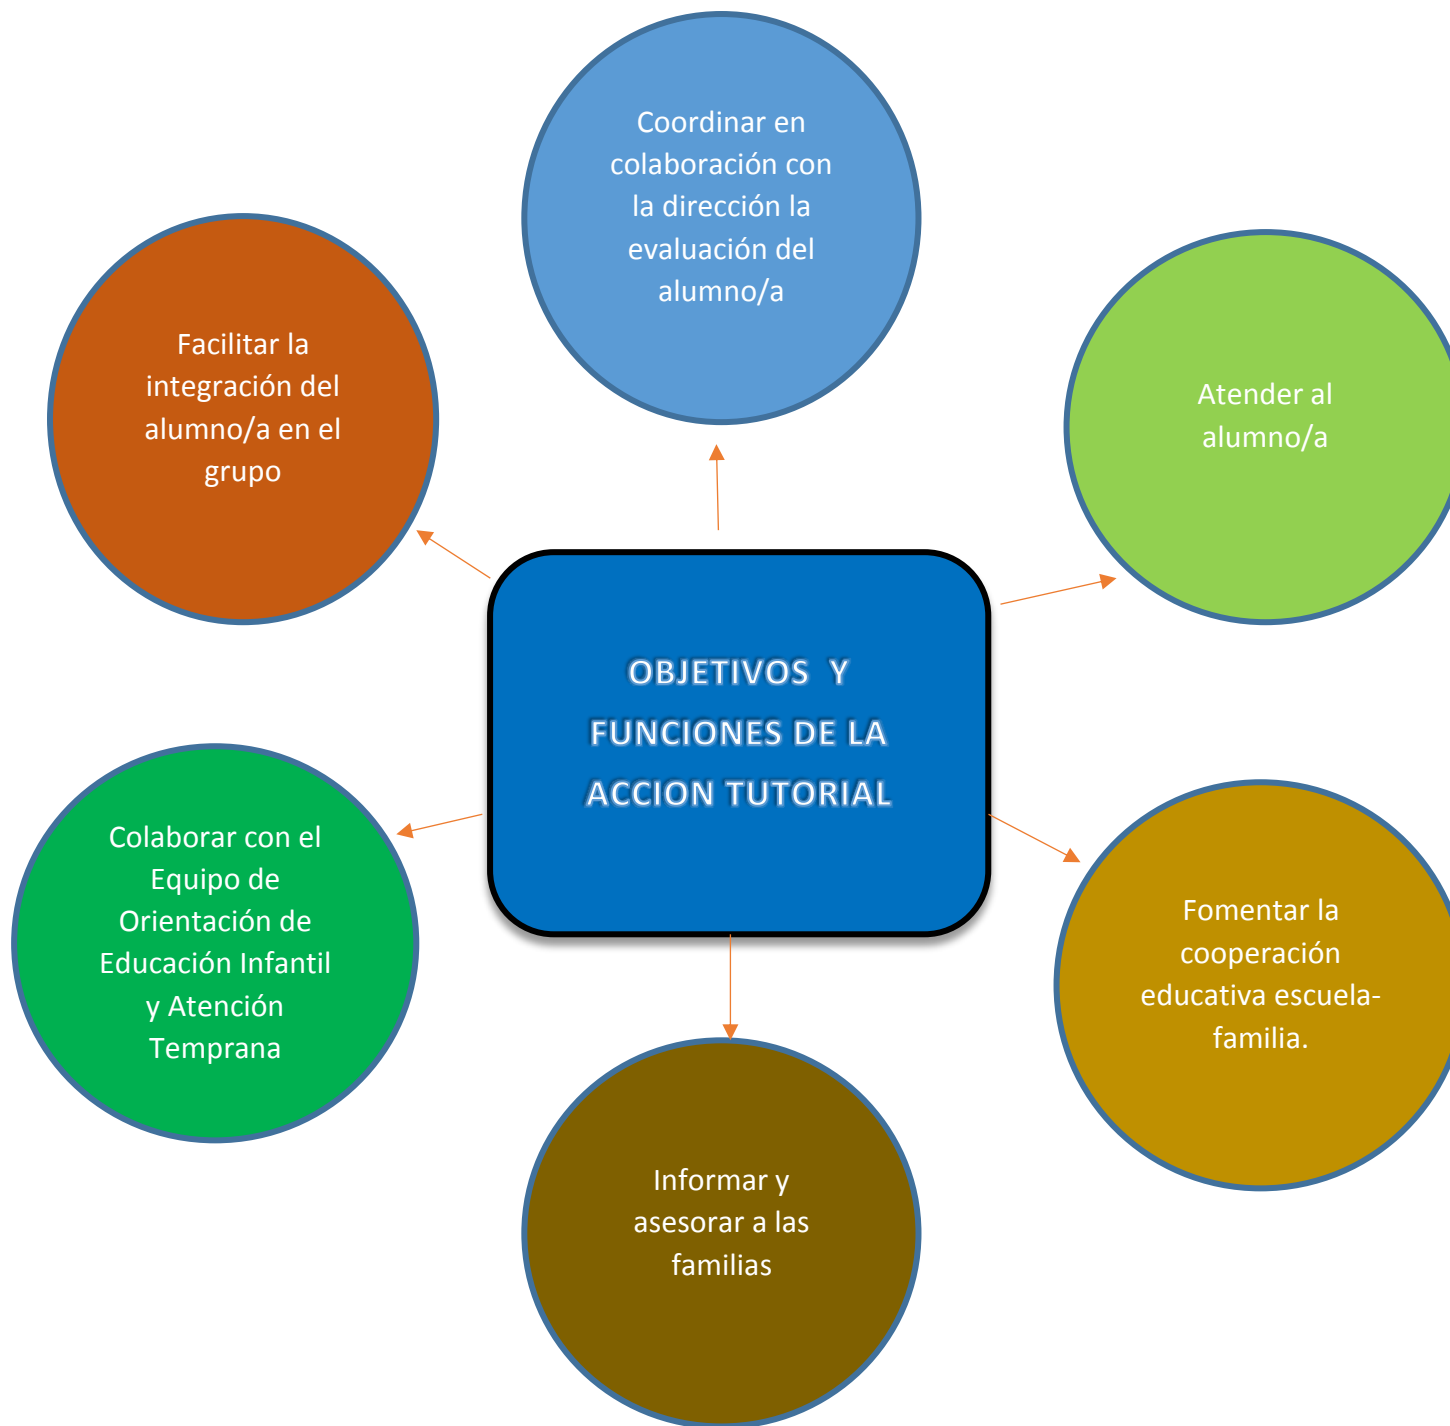 Coordinar en
colaboración con
la dirección la
evaluación del
alumno/a
Facilitar la
integración del
alumno/a en el
grupo
Atender al
alumno/a
OBJETIVOS Y
FUNCIONES DE LA
ACCION TUTORIAL
Colaborar con el
Equipo de
Orientación de
Educación Infantil
y Atención
Temprana
Fomentar la
cooperación
educativa escuela-
familia.
Informar y
asesorar a las
familias